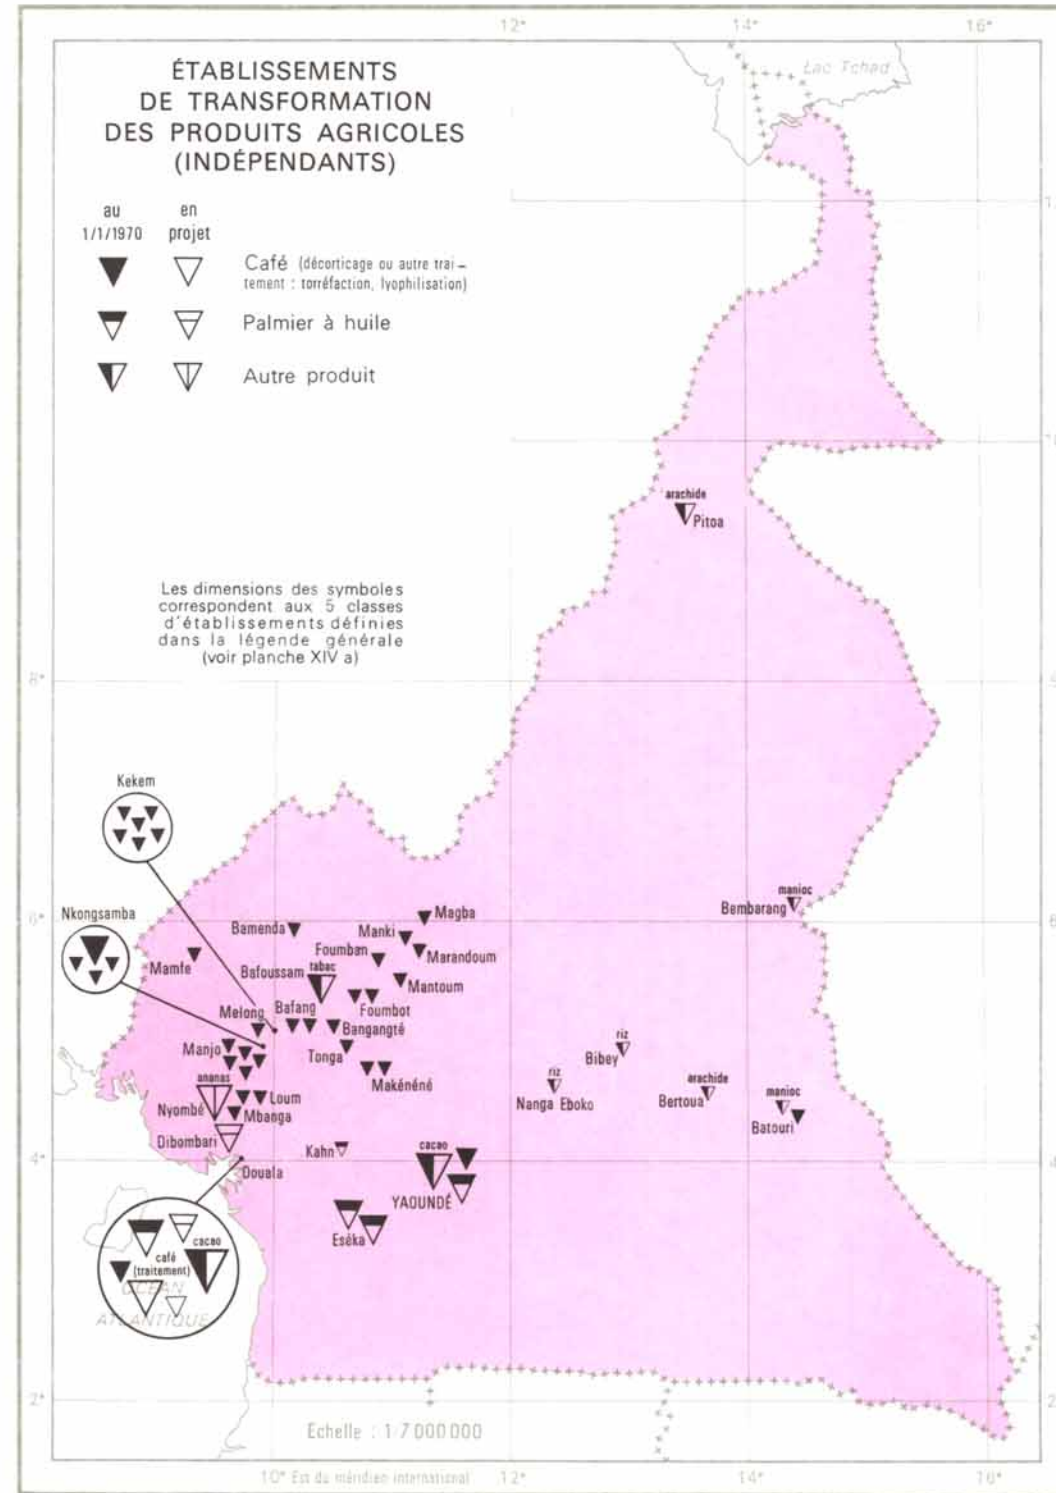 12°
14°
16°
Lac Tchad
ÉTABLISSEMENTS
DE TRANSFORMATION
DES PRODUITS AGRICOLES
(INDÉPENDANTS)
au
1/1/1970
en
projet
Café (décorticage ou autre trai-
tement : torréfaction, lyophilisation)
Palmier à huile
Autre produit
arachide
Pitoa
Les dimensions des symboles
correspondent aux 5 classes
d'établissements définies
dans la légende générale
(voir planche XIV a)
8°
Kekem
Nkongsamba
6°
manioc
Bembarang
Magba
Bamenda
Manki
Foumban
Marandoum
Mamfe
Bafoussam
tabac
Mantoum
Foumbot
Melong
Bafang
Bangangté
Manjo
Tonga
Makénéné
riz
Bibey
riz
Nanga Eboko
arachide
Bertoua
manioc
Batouri
ananas
Nyombé
Loum
Mbanga
Dibombari
Kahn
4°
Douala
cacao
YAOUNDÉ
Eséka
cacao
café
(traitement)
OCÉAN
ATLANTIQUE
2°
Echelle : 1/7 000 000
10° Est du méridien international
12°
14°
16°